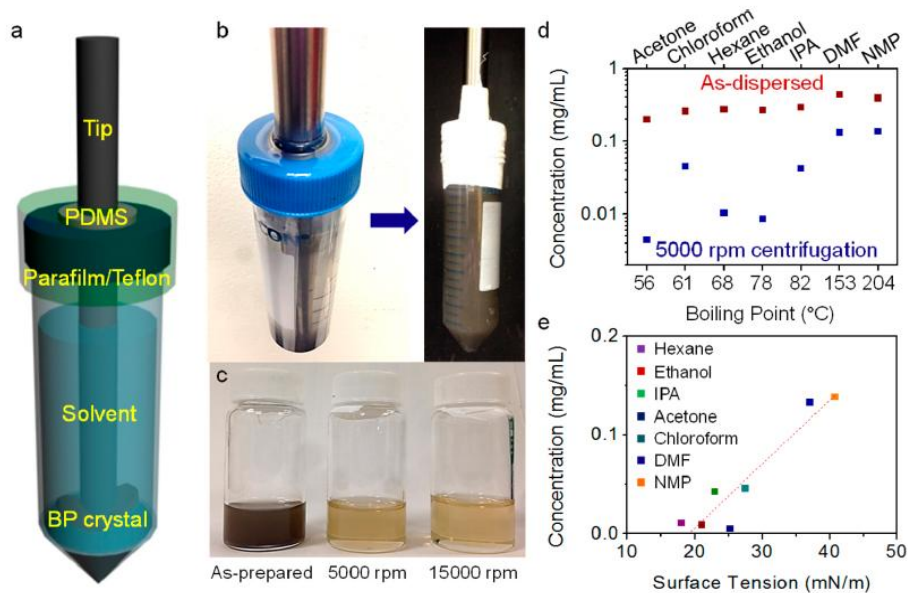 a
Tip
PDMS
Parafilm/Teflon
Solvent
BP crystal
b
CON
c
As-prepared 5000 rpm 15000 rpm
d
Acetone
Chloroform
Hexane
Ethanol
IPA
DMF
NMP
Concentration (mg/mL)
1
0.1
0.01
As-dispersed
5000 rpm centrifugation
56 61 68 78 82 153 204
Boiling Point (°C)
e
Concentration (mg/mL)
0.2
0.1
0.0
Hexane
Ethanol
IPA
Acetone
Chloroform
DMF
NMP
10 20 30 40 50
Surface Tension (mN/m)